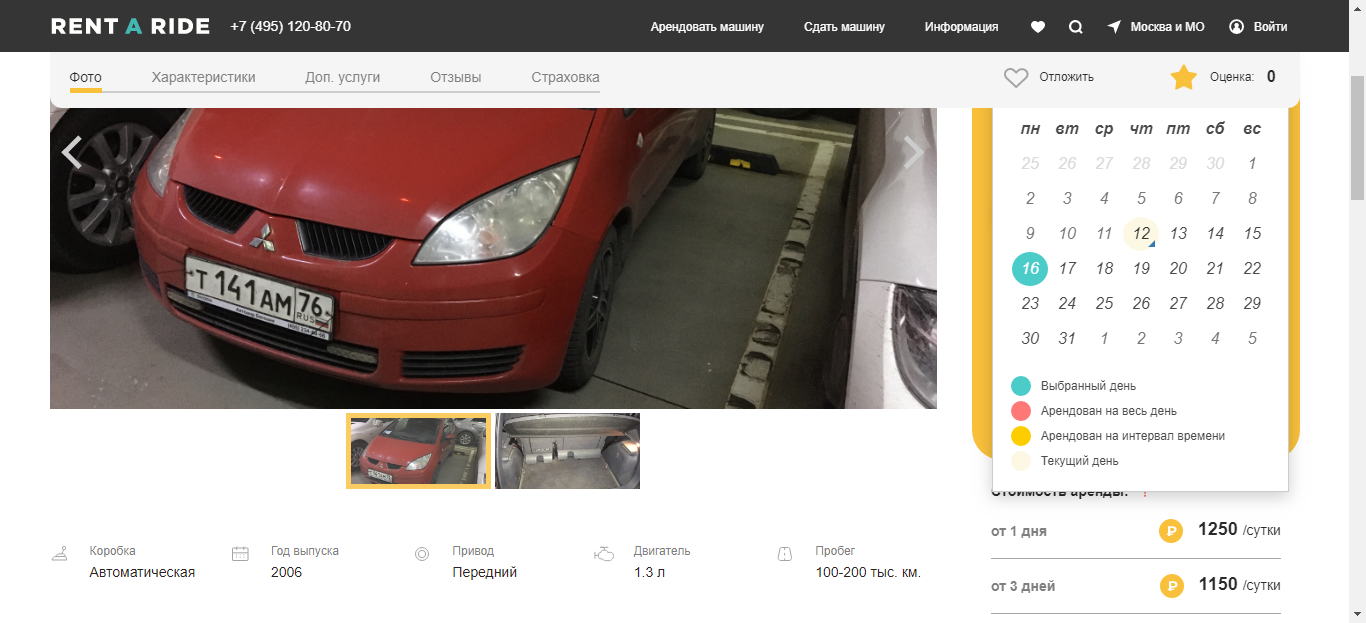 RENT A RIDE +7 (495) 120-80-70 Арендовать машину Сдать машину Информация Москва и МО Войти
Фото Характеристики Доп. услуги Отзывы Страховка Отложить Оценка: 0
пн вт ср чт пт сб вс
25 26 27 28 29 30 1
2 3 4 5 6 7 8
9 10 11 12 13 14 15
16 17 18 19 20 21 22
23 24 25 26 27 28 29
30 31 1 2 3 4 5
Т 141 АМ 76
RUS
Выбранный день
Арендован на весь день
Арендован на интервал времени
Текущий день
Стоимость аренды: !
от 1 дня 1250 /сутки
от 3 дней 1150 /сутки
Коробка
Автоматическая
Год выпуска
2006
Привод
Передний
Двигатель
1.3 л
Пробег
100-200 тыс. км.